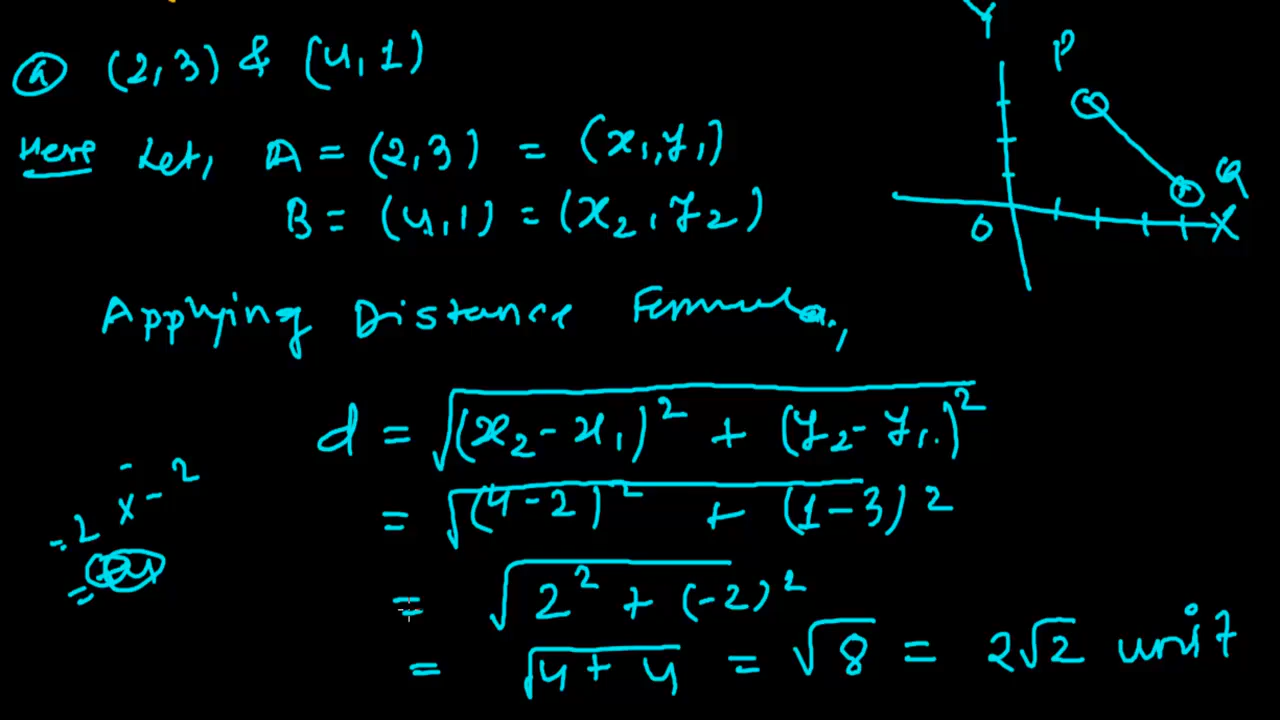 ⓐ (2,3) & (4,1)
Here Let, A = (2,3) = (x₁,y₁)
B = (4,1) = (x₂,y₂)
Y
P
Q
O
X
Applying Distance Formula,
d = √(x₂-x₁)² + (y₂-y₁)²
= √(4-2)² + (1-3)²
= √2² + (-2)²
= √4+4 = √8 = 2√2 unit
-2 x -2
= +4